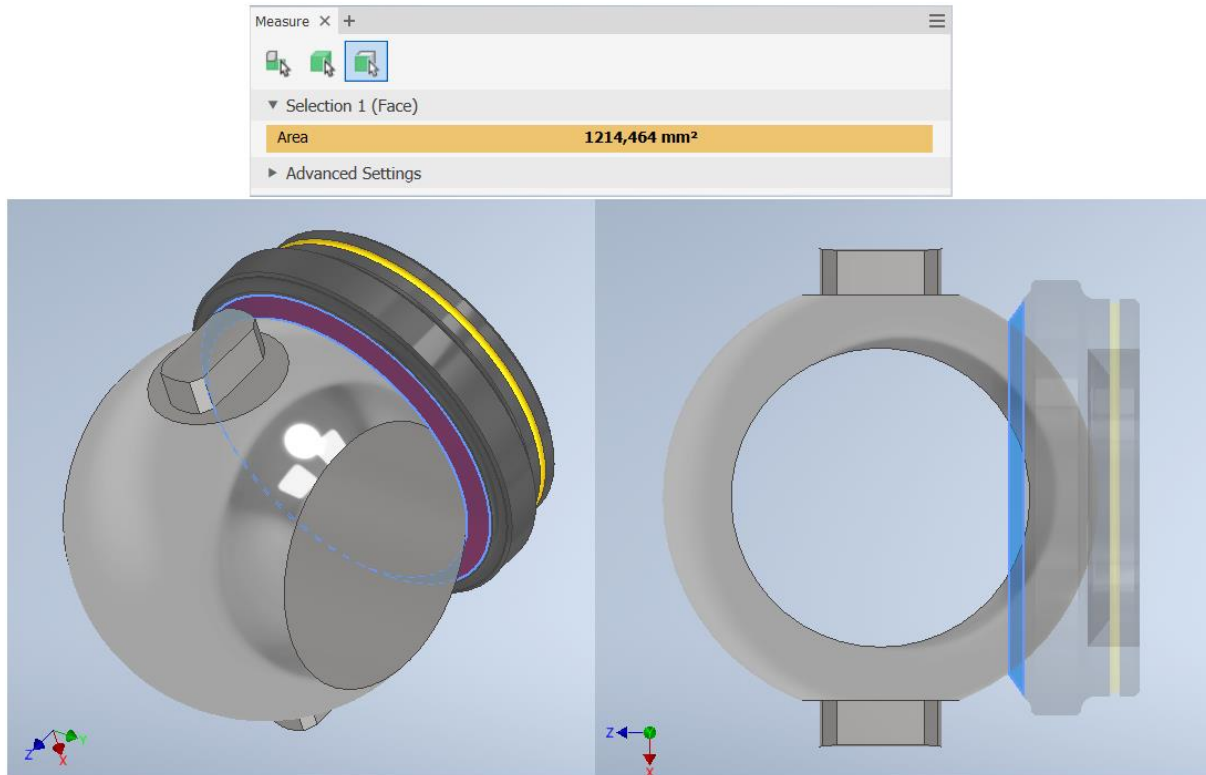 Measure × +
Selection 1 (Face)
Area 1214,464 mm²
Advanced Settings
Z X Y
Z Y
X